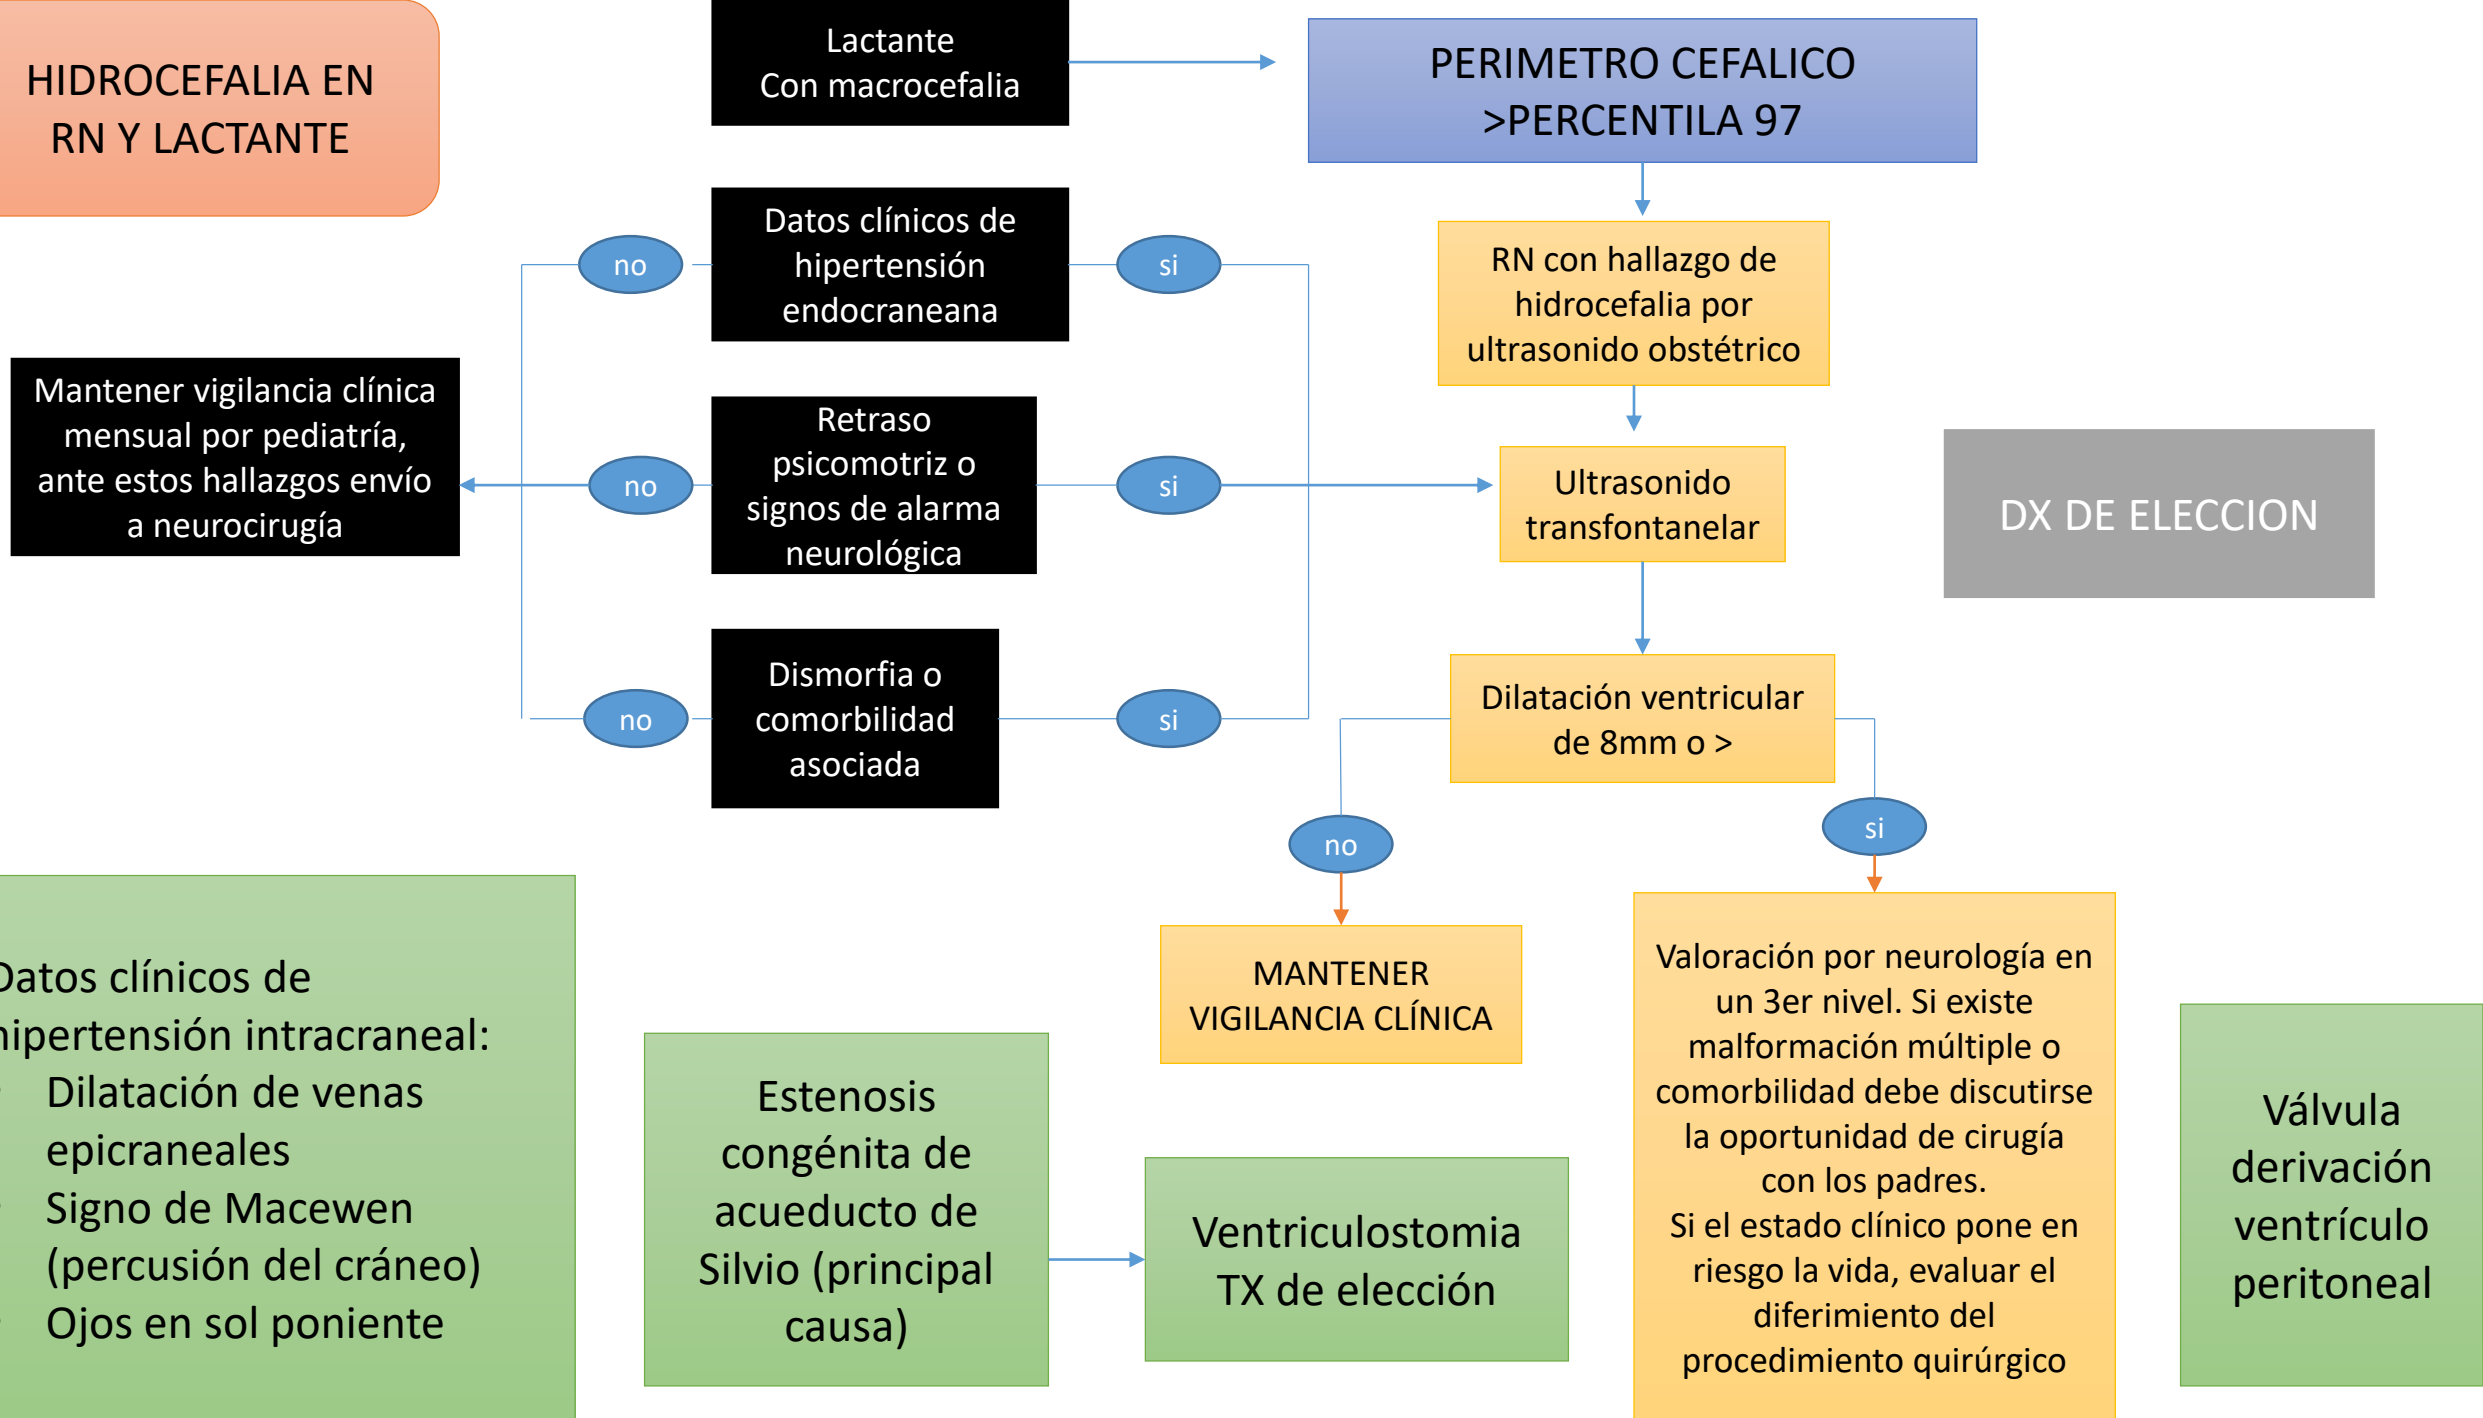 HIDROCEFALIA EN
RN Y LACTANTE
Lactante
Con macrocefalia
PERIMETRO CEFALICO
>PERCENTILA 97
Datos clínicos de
hipertensión
endocraneana
no
si
RN con hallazgo de
hidrocefalia por
ultrasonido obstétrico
Mantener vigilancia clínica
mensual por pediatría,
ante estos hallazgos envío
a neurocirugía
no
Retraso
psicomotriz o
signos de alarma
neurológica
si
Ultrasonido
transfontanelar
DX DE ELECCION
no
Dismorfia o
comorbilidad
asociada
si
Dilatación ventricular
de 8mm o >
no
si
MANTENER
VIGILANCIA CLÍNICA
Valoración por neurología en
un 3er nivel. Si existe
malformación múltiple o
comorbilidad debe discutirse
la oportunidad de cirugía
con los padres.
Si el estado clínico pone en
riesgo la vida, evaluar el
diferimiento del
procedimiento quirúrgico
Datos clínicos de
hipertensión intracraneal:
Dilatación de venas
epicraneales
Signo de Macewen
(percusión del cráneo)
Ojos en sol poniente
Estenosis
congénita de
acueducto de
Silvio (principal
causa)
Ventriculostomia
TX de elección
Válvula
derivación
ventrículo
peritoneal